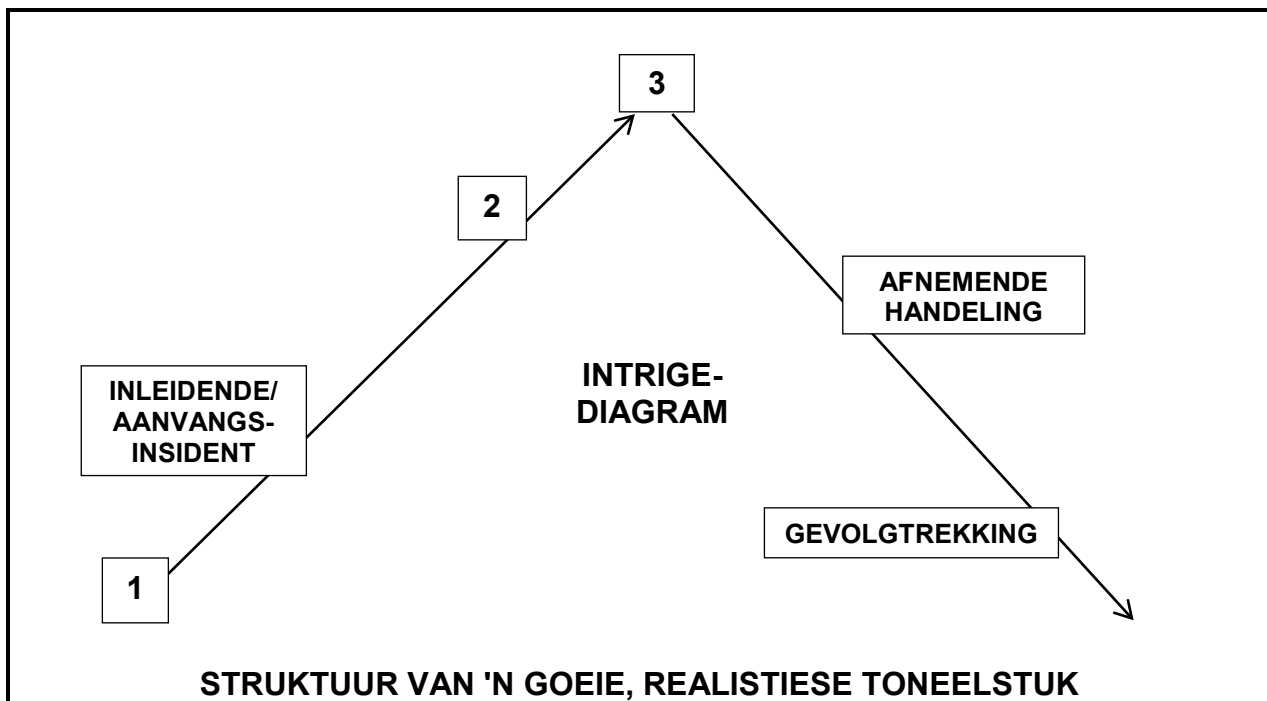 3
2
AFNEMENDE
HANDELING
INTRIGE-
DIAGRAM
INLEIDENDE/
AANVANGS-
INSIDENT
GEVOLGTREKKING
1
STRUKTUUR VAN 'N GOEIE, REALISTIESE TONEELSTUK